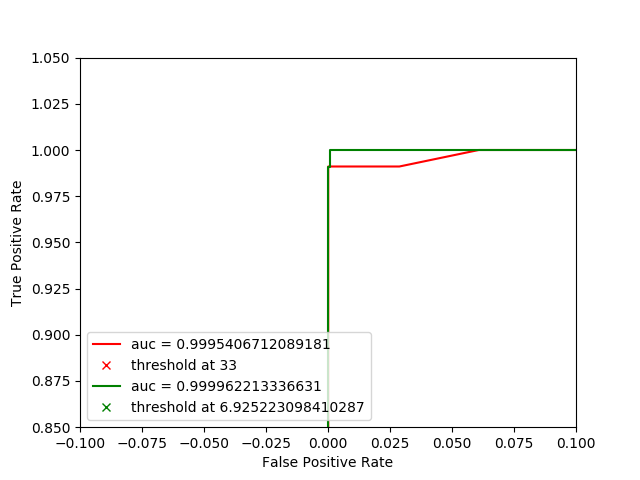 1.050
1.025
1.000
0.975
0.950
0.925
0.900
0.875
0.850
True Positive Rate
auc = 0.9995406712089181
threshold at 33
auc = 0.999962213336631
threshold at 6.925223098410287
−0.100 −0.075 −0.050 −0.025 0.000 0.025 0.050 0.075 0.100
False Positive Rate